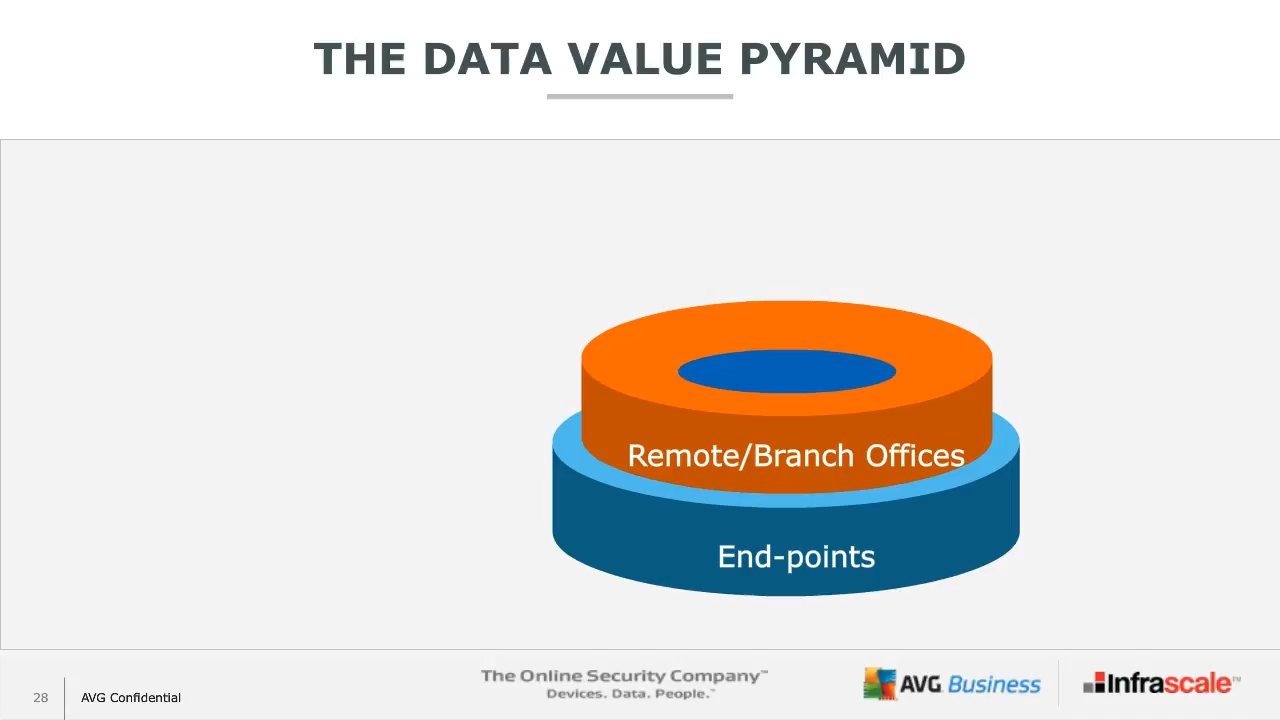 THE DATA VALUE PYRAMID
Remote/Branch Offices
End-points
The Online Security Company™
Devices. Data. People.™
AVG Business
Infrascale™
28
AVG Confidential